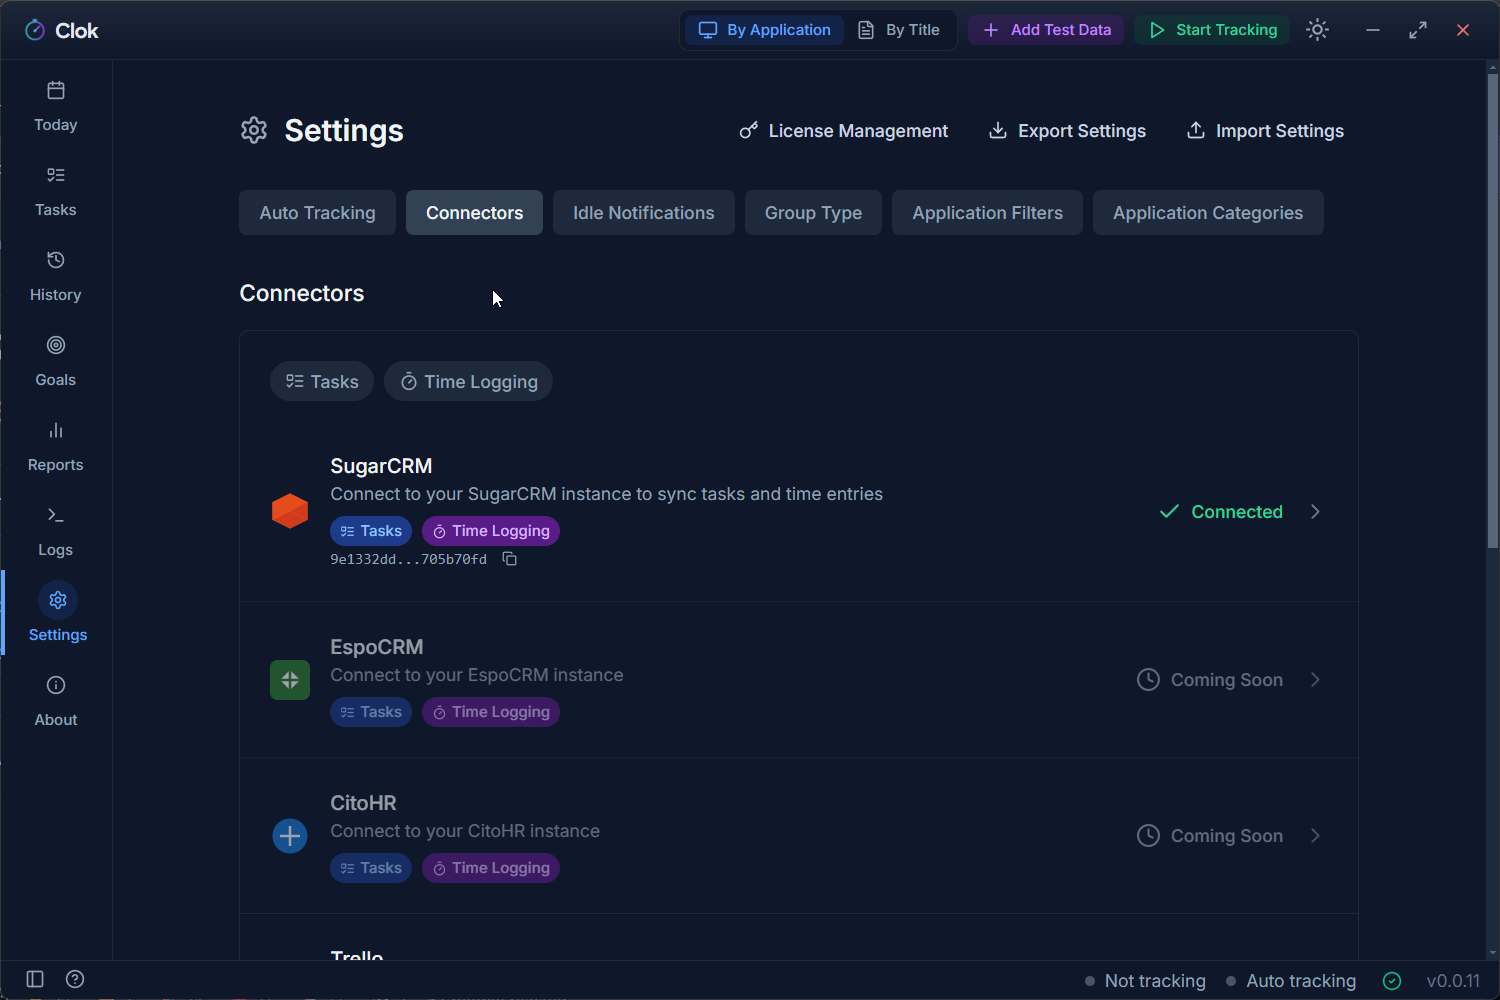 Clok
By Application
By Title
Add Test Data
Start Tracking
Today
Tasks
History
Goals
Reports
Logs
Settings
About
Settings
License Management
Export Settings
Import Settings
Auto Tracking
Connectors
Idle Notifications
Group Type
Application Filters
Application Categories
Connectors
Tasks
Time Logging
SugarCRM
Connect to your SugarCRM instance to sync tasks and time entries
Tasks
Time Logging
9e1332dd...705b70fd
Connected
EspoCRM
Connect to your EspoCRM instance
Tasks
Time Logging
Coming Soon
CitoHR
Connect to your CitoHR instance
Tasks
Time Logging
Coming Soon
Trello
Not tracking
Auto tracking
v0.0.11